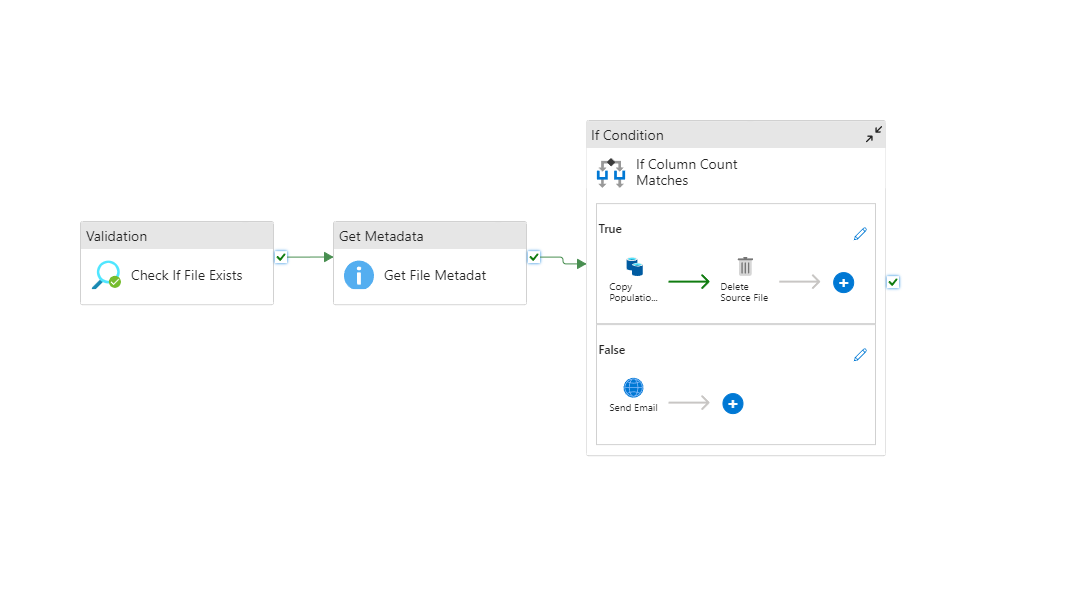 Validation
Check If File Exists
Get Metadata
Get File Metadat
If Condition
If Column Count
Matches
True
Copy
Populatio...
Delete
Source File
False
Send Email